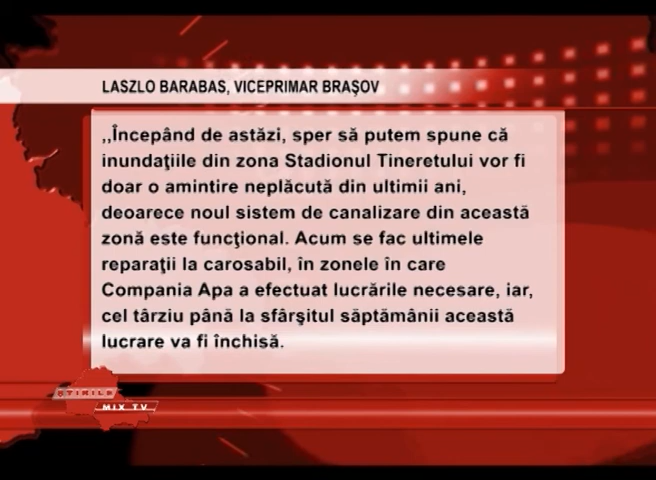 LASZLO BARABAS, VICEPRIMAR BRAŞOV
,,Începând de astăzi, sper să putem spune că
inundaţiile din zona Stadionul Tineretului vor fi
doar o amintire neplăcută din ultimii ani,
deoarece noul sistem de canalizare din această
zonă este funcţional. Acum se fac ultimele
reparaţii la carosabil, în zonele în care
Compania Apa a efectuat lucrările necesare, iar,
cel târziu până la sfârşitul săptămânii această
lucrare va fi închisă.
ŞTIRILE
MIX TV